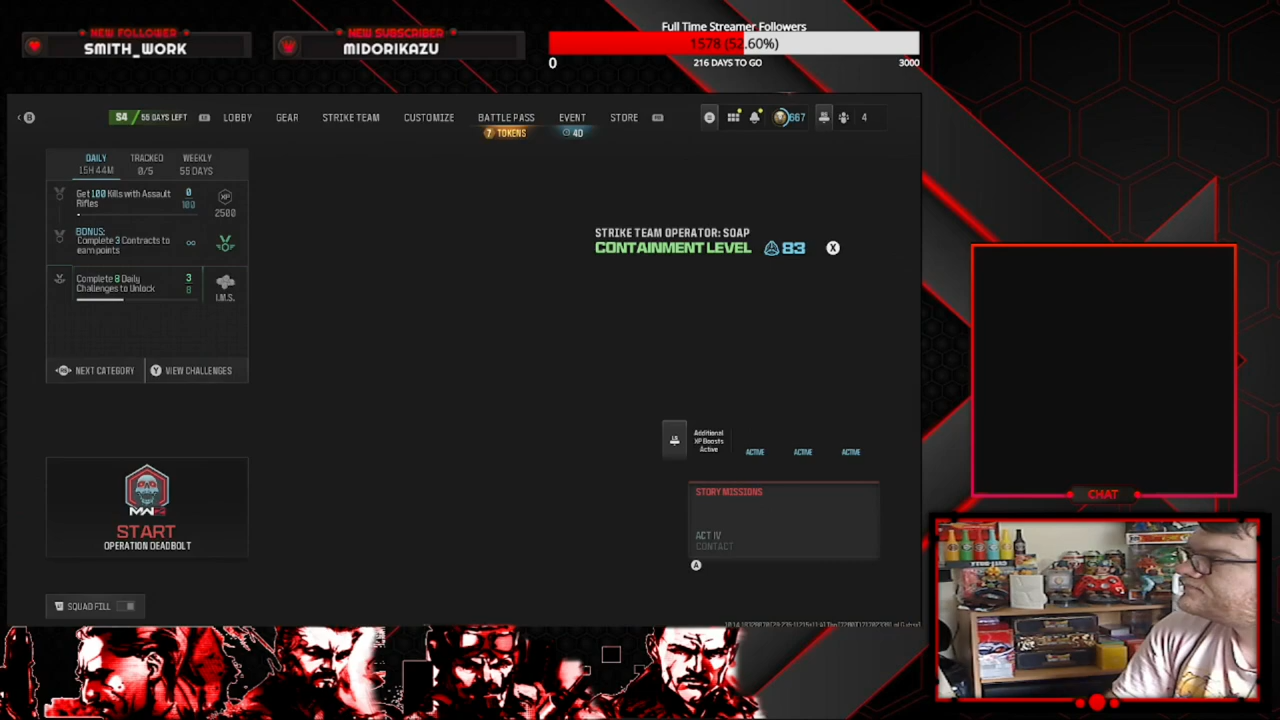 NEW FOLLOWER
SMITH_WORK
NEW SUBSCRIBER
MIDORIKAZU
Full Time Streamer Followers
1578 (52.60%)
0
216 DAYS TO GO
3000
S4
55 DAYS LEFT
LOBBY
GEAR
STRIKE TEAM
CUSTOMIZE
BATTLE PASS
EVENT
STORE
667
4
7 TOKENS
4D
DAILY
15H 44M
TRACKED
0/5
WEEKLY
55 DAYS
Get 100 Kills with Assault
Rifles
0
100
XP
2500
BONUS:
Complete 3 Contracts to
earn points
∞
Complete 8 Daily
Challenges to Unlock
3
8
I.M.S.
NEXT CATEGORY
Y VIEW CHALLENGES
STRIKE TEAM OPERATOR: SOAP
CONTAINMENT LEVEL
83
X
Additional
XP Boosts
Active
ACTIVE
ACTIVE
ACTIVE
STORY MISSIONS
ACT IV
CONTACT
A
START
OPERATION DEADBOLT
SQUAD FILL
CHAT